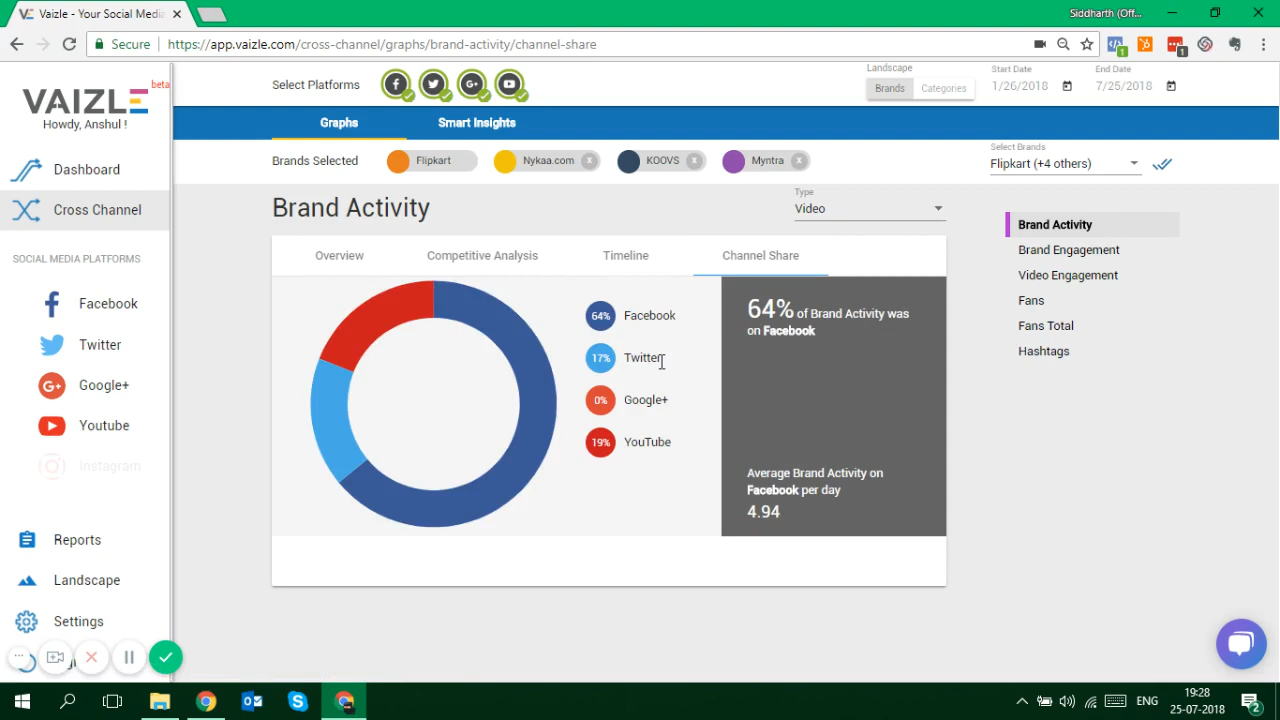 Vaizle - Your Social Media
Siddharth (Off...
Secure
https://app.vaizle.com/cross-channel/graphs/brand-activity/channel-share
1
1
VAIZLE
beta
Howdy, Anshul !
Select Platforms
Landscape
Brands
Categories
Start Date
1/26/2018
End Date
7/25/2018
Graphs
Smart Insights
Brands Selected
Flipkart
Nykaa.com x
KOOVS x
Myntra x
Select Brands
Flipkart (+4 others)
Dashboard
Cross Channel
SOCIAL MEDIA PLATFORMS
Facebook
Twitter
Google+
Youtube
Instagram
Reports
Landscape
Settings
Brand Activity
Type
Video
Overview
Competitive Analysis
Timeline
Channel Share
64% Facebook
17% Twitter
0% Google+
19% YouTube
64% of Brand Activity was
on Facebook
Average Brand Activity on
Facebook per day
4.94
Brand Activity
Brand Engagement
Video Engagement
Fans
Fans Total
Hashtags
ENG
19:28
25-07-2018
2